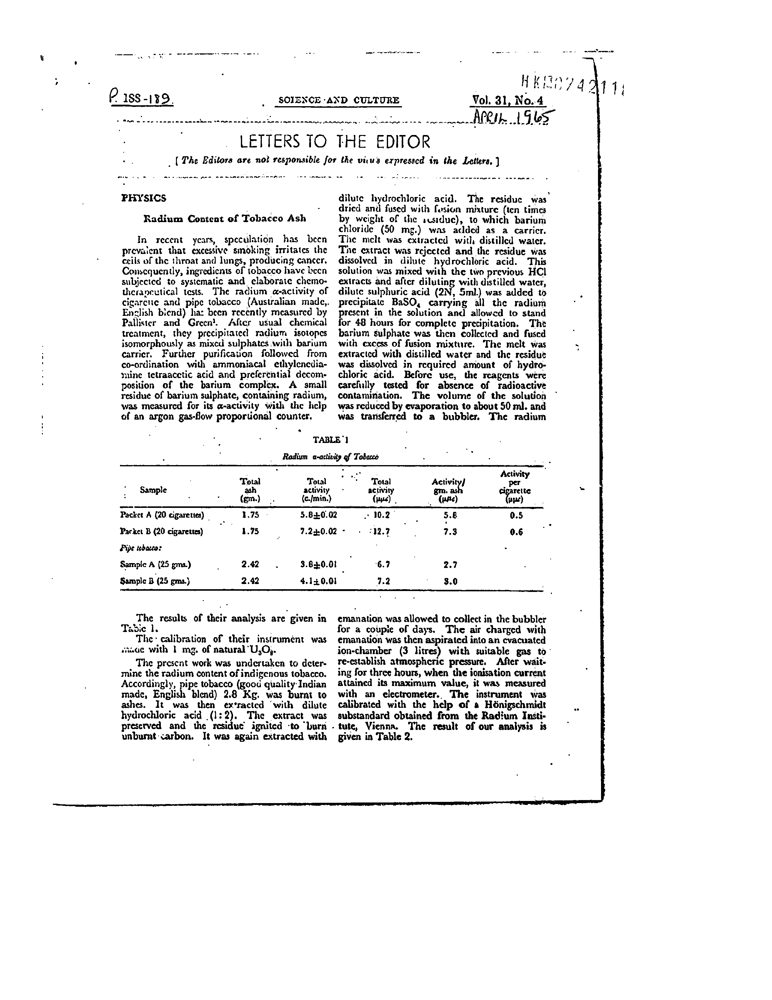 HK0074211
P. 188-189
SCIENCE AND CULTURE
Vol. 31, No. 4
APRIL 1965
LETTERS TO THE EDITOR
[ The Editors are not responsible for the views expressed in the Letters. ]
PHYSICS
Radium Content of Tobacco Ash
In recent years, speculation has been
prevalent that excessive smoking irritates the
cells of the throat and lungs, producing cancer.
Consequently, ingredients of tobacco have been
subjected to systematic and elaborate chemo-
therapeutical tests. The radium α-activity of
cigarette and pipe tobacco (Australian made,
English blend) has been recently measured by
Pallister and Green¹. After usual chemical
treatment, they precipitated radium isotopes
isomorphously as mixed sulphates with barium
carrier. Further purification followed from
co-ordination with ammoniacal ethylenedia-
mine tetraacetic acid and preferential decom-
position of the barium complex. A small
residue of barium sulphate, containing radium,
was measured for its α-activity with the help
of an argon gas-flow proportional counter.
dilute hydrochloric acid. The residue was
dried and fused with fusion mixture (ten times
by weight of the residue), to which barium
chloride (50 mg.) was added as a carrier.
The melt was extracted with distilled water.
The extract was rejected and the residue was
dissolved in dilute hydrochloric acid. This
solution was mixed with the two previous HCl
extracts and after diluting with distilled water,
dilute sulphuric acid (2N, 5ml.) was added to
precipitate BaSO₄ carrying all the radium
present in the solution and allowed to stand
for 48 hours for complete precipitation. The
barium sulphate was then collected and fused
with excess of fusion mixture. The melt was
extracted with distilled water and the residue
was dissolved in required amount of hydro-
chloric acid. Before use, the reagents were
carefully tested for absence of radioactive
contamination. The volume of the solution
was reduced by evaporation to about 50 ml. and
was transferred to a bubbler. The radium
TABLE 1
Radium α-activity of Tobacco
Sample Total ash (gm.) Total activity (c./min.) Total activity (μμc) Activity/ gm. ash (μμc) Activity per cigarette (μμc)
Packet A (20 cigarettes) 1.75 5.8±0.02 10.2 5.8 0.5
Packet B (20 cigarettes) 1.75 7.2±0.02 12.7 7.3 0.6
Pipe tobacco:
Sample A (25 gms.) 2.42 3.8±0.01 6.7 2.7
Sample B (25 gms.) 2.42 4.1±0.01 7.2 3.0
The results of their analysis are given in
Table 1.
The calibration of their instrument was
made with 1 mg. of natural U₃O₈.
The present work was undertaken to deter-
mine the radium content of indigenous tobacco.
Accordingly, pipe tobacco (good quality Indian
made, English blend) 2.8 Kg. was burnt to
ashes. It was then extracted with dilute
hydrochloric acid (1:2). The extract was
preserved and the residue ignited to burn
unburnt carbon. It was again extracted with
emanation was allowed to collect in the bubbler
for a couple of days. The air charged with
emanation was then aspirated into an evacuated
ion-chamber (3 litres) with suitable gas to
re-establish atmospheric pressure. After wait-
ing for three hours, when the ionisation current
attained its maximum value, it was measured
with an electrometer. The instrument was
calibrated with the help of a Hönigschmidt
substandard obtained from the Radium Insti-
tute, Vienna. The result of our analysis is
given in Table 2.